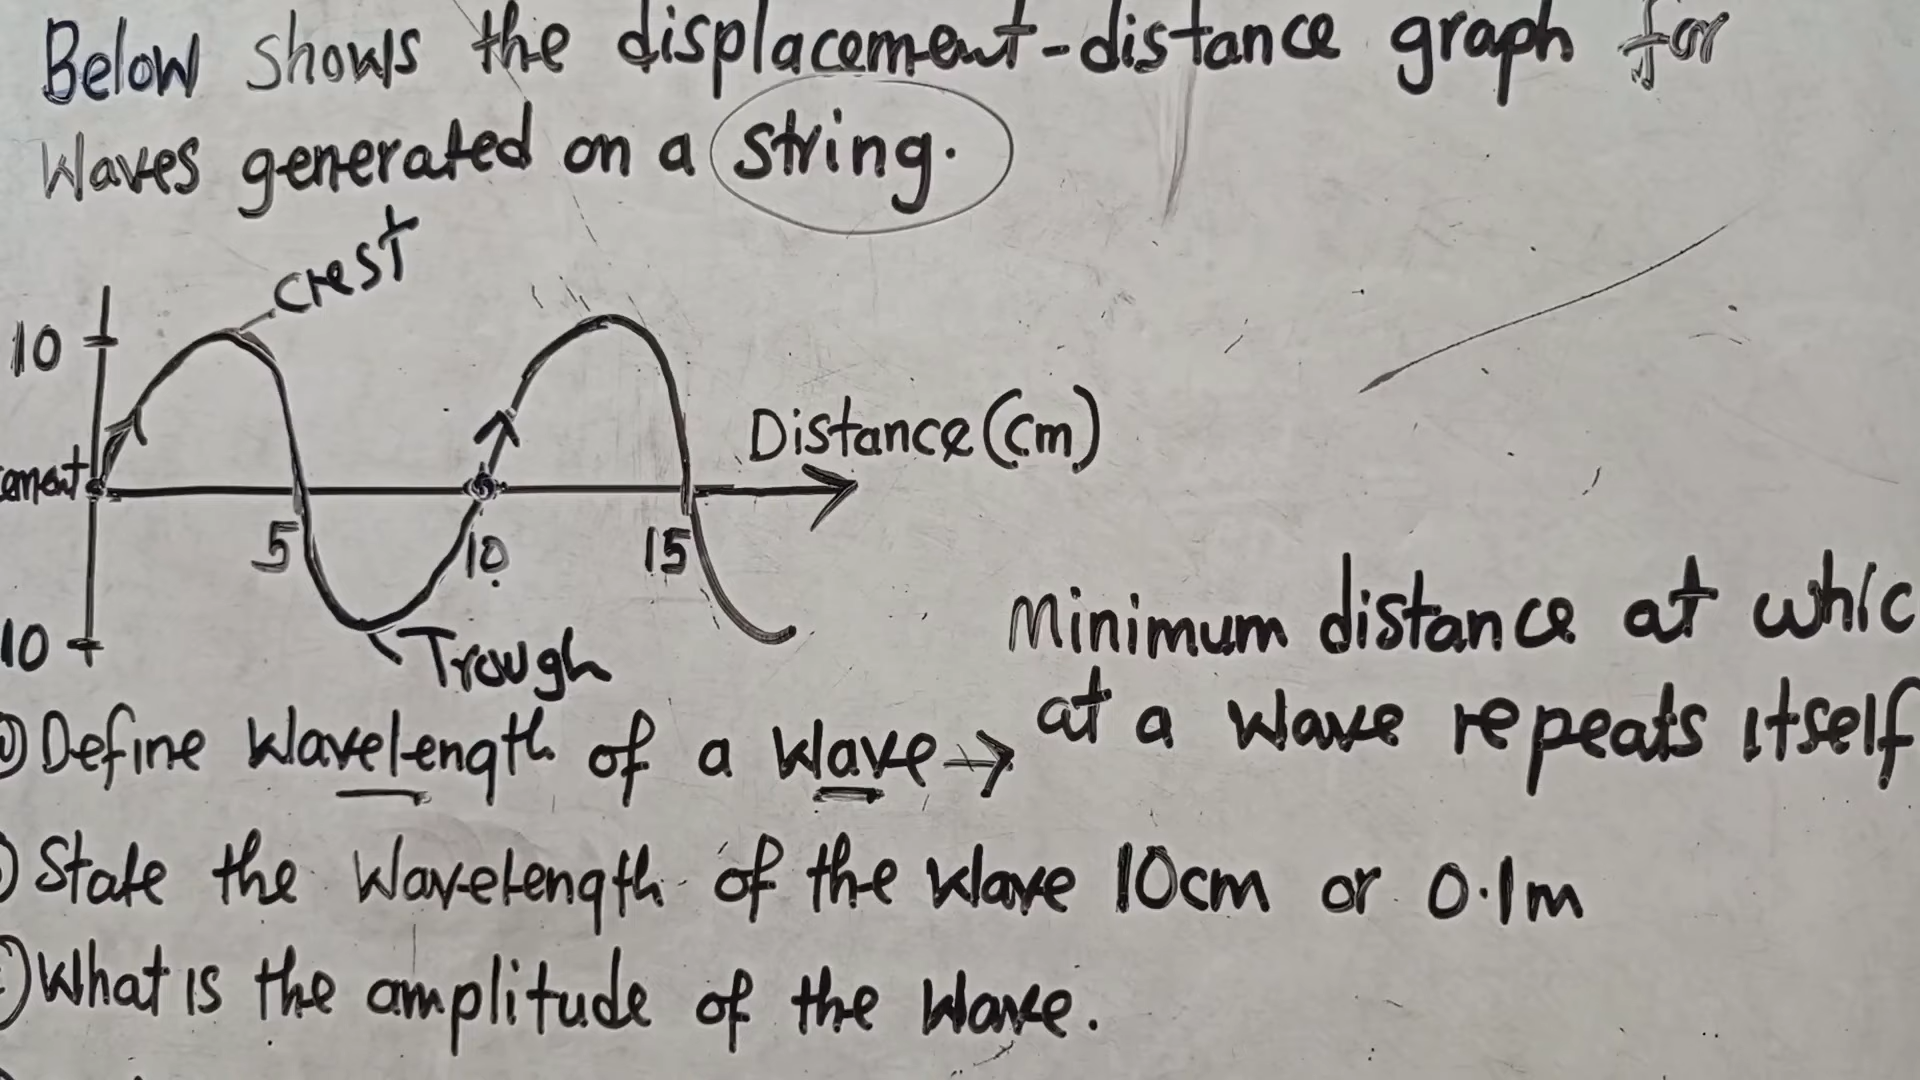 Below shows the displacement-distance graph for
waves generated on a string.
crest
10
Distance (cm)
ement
5
10
15
10
Trough
Minimum distance at whic
Define wavelength of a wave → at a wave repeats itself
State the wavelength of the wave 10cm or 0.1m
What is the amplitude of the wave.